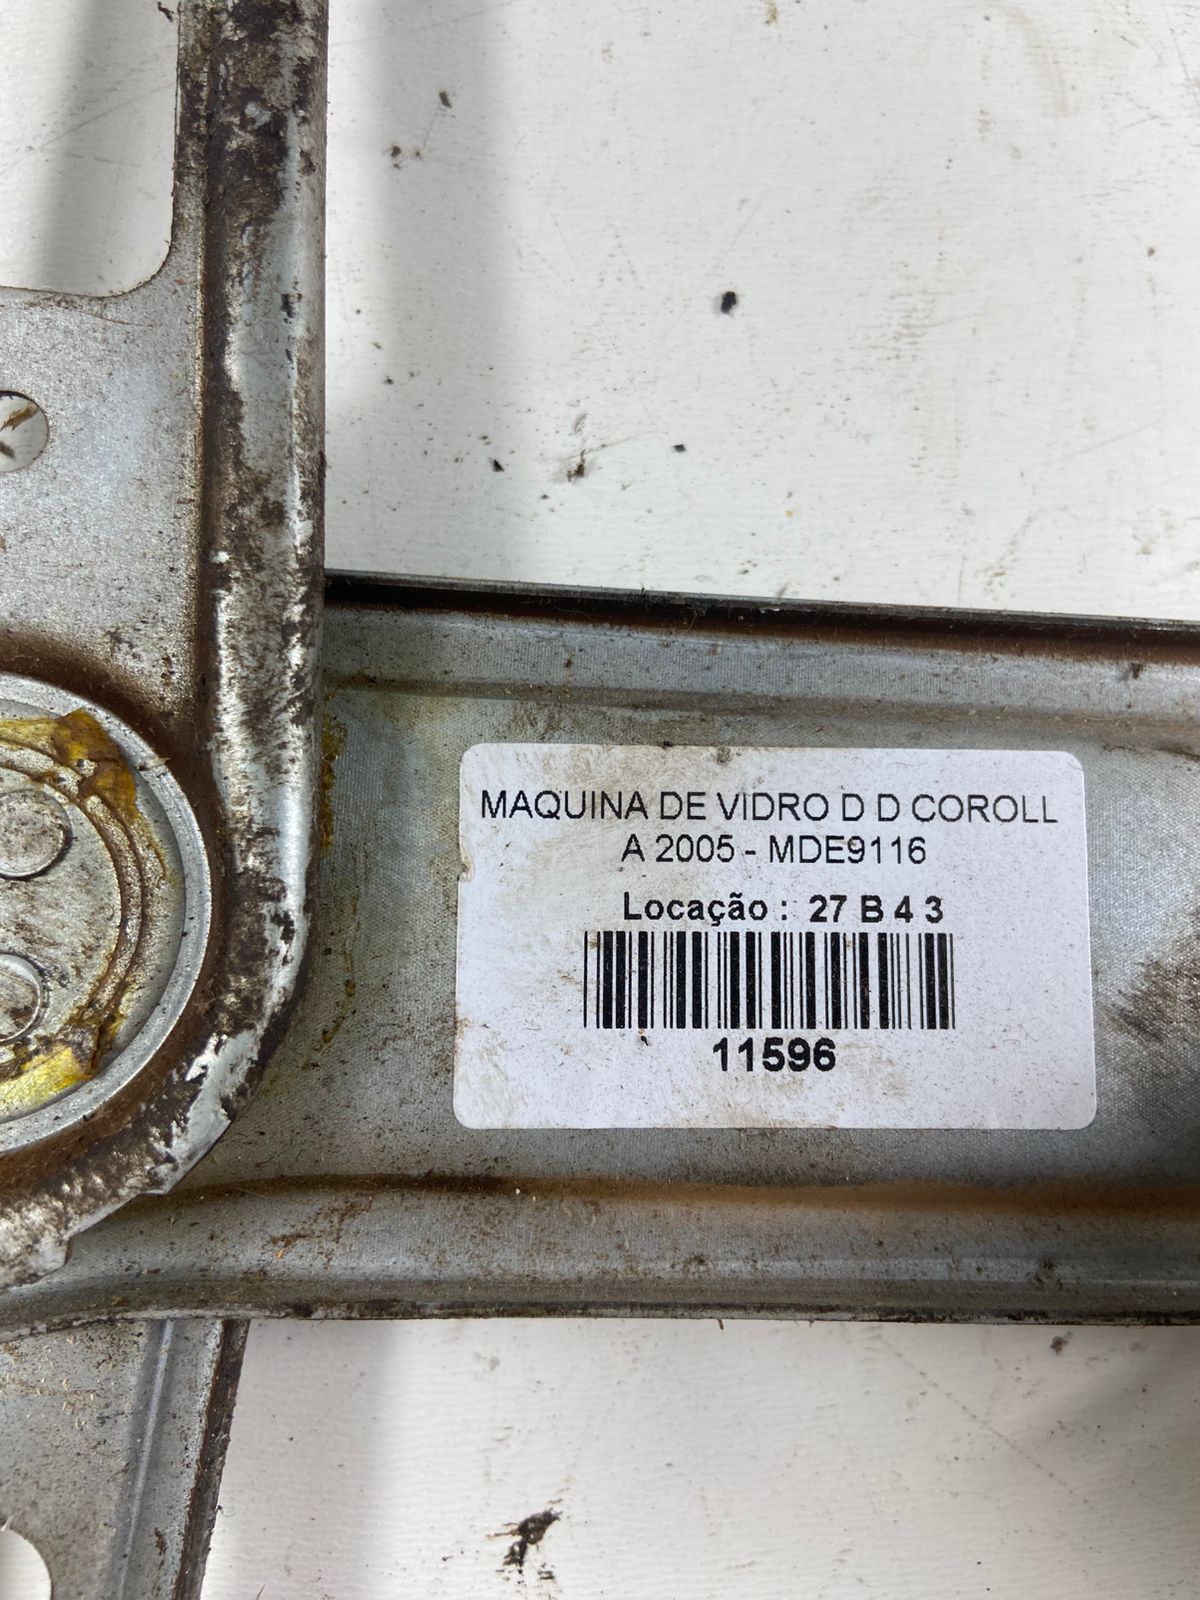 MAQUINA DE VIDRO D D COROLL
A 2005 - MDE9116
Locação : 27 B 4 3
11596